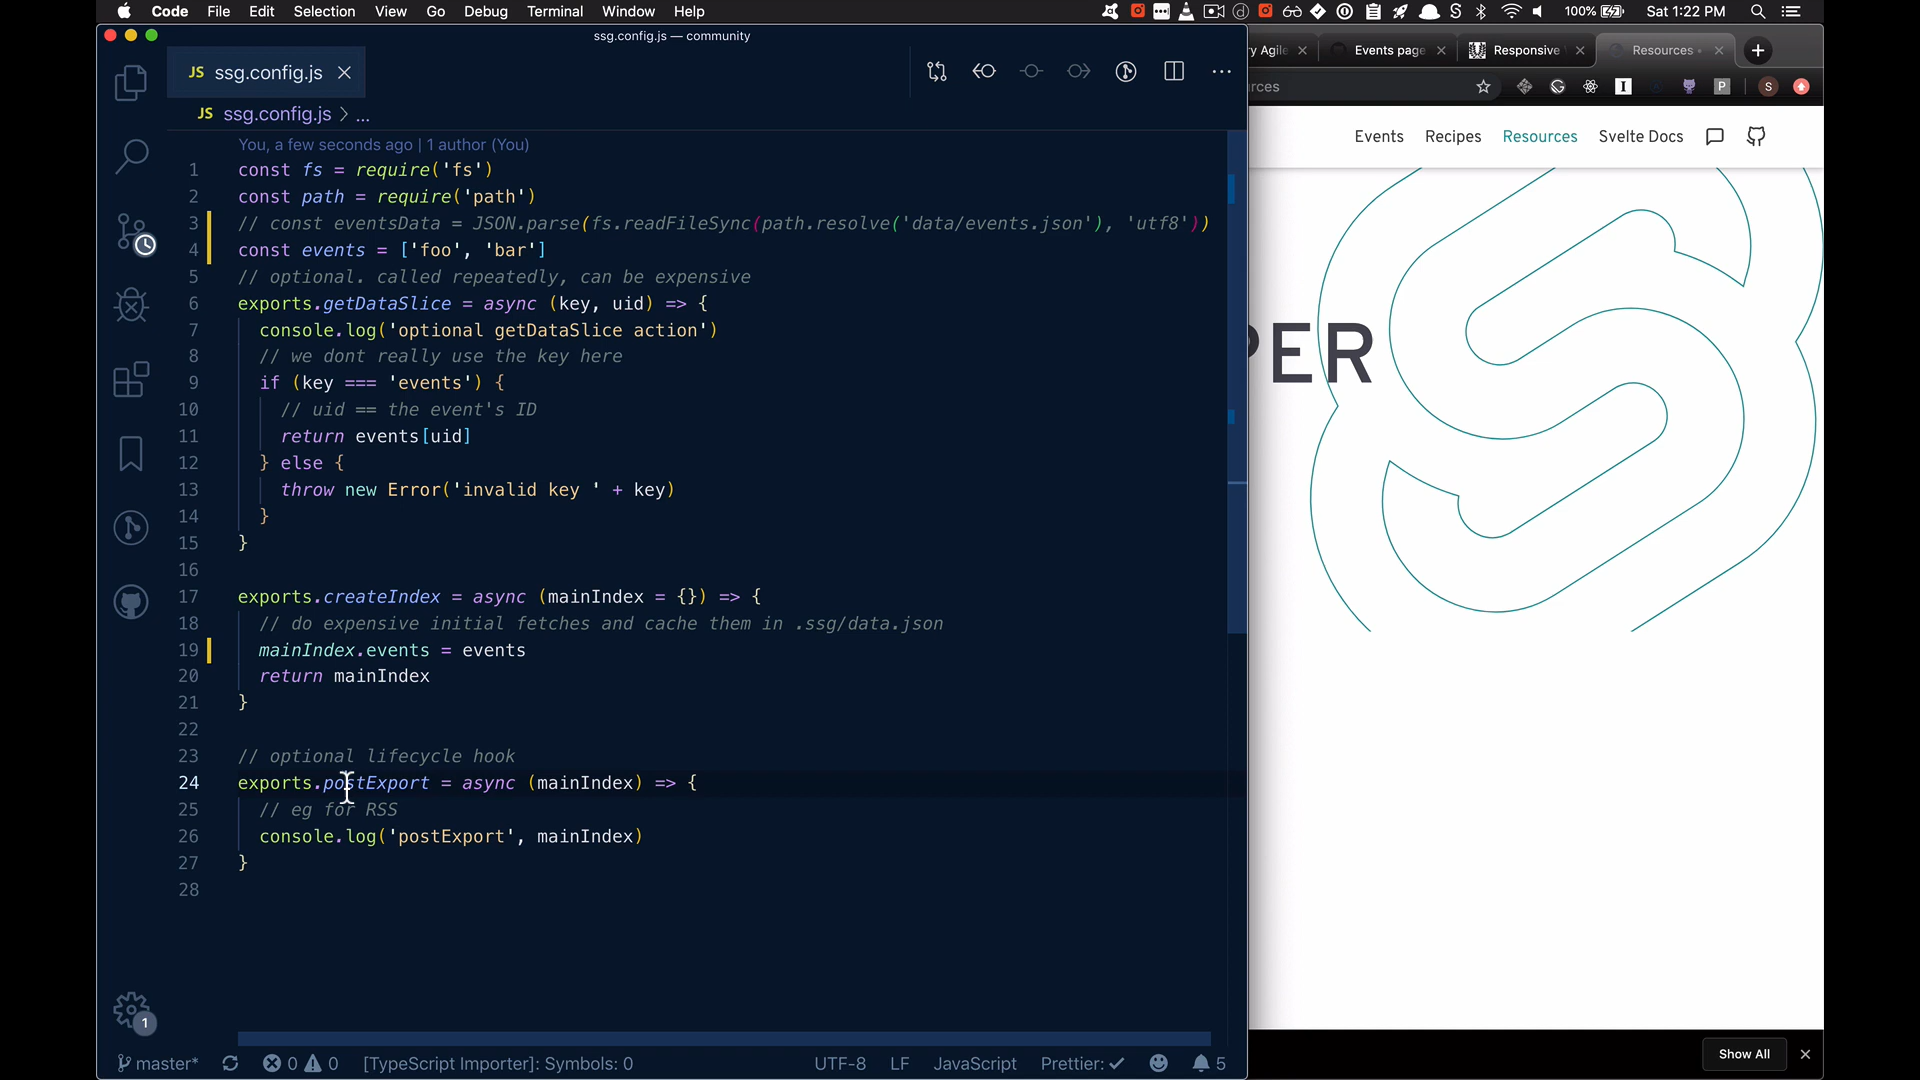 Code File Edit Selection View Go Debug Terminal Window Help
100% Sat 1:22 PM
ssg.config.js — community
JS ssg.config.js
JS ssg.config.js > ...
You, a few seconds ago | 1 author (You)
1 const fs = require('fs')
2 const path = require('path')
3 // const eventsData = JSON.parse(fs.readFileSync(path.resolve('data/events.json'), 'utf8'))
4 const events = ['foo', 'bar']
5 // optional. called repeatedly, can be expensive
6 exports.getDataSlice = async (key, uid) => {
7 console.log('optional getDataSlice action')
8 // we dont really use the key here
9 if (key === 'events') {
10 // uid == the event's ID
11 return events[uid]
12 } else {
13 throw new Error('invalid key ' + key)
14 }
15 }
16
17 exports.createIndex = async (mainIndex = {}) => {
18 // do expensive initial fetches and cache them in .ssg/data.json
19 mainIndex.events = events
20 return mainIndex
21 }
22
23 // optional lifecycle hook
24 exports.postExport = async (mainIndex) => {
25 // eg for RSS
26 console.log('postExport', mainIndex)
27 }
28
1
master* 0 0 [TypeScript Importer]: Symbols: 0 UTF-8 LF JavaScript Prettier: ✓ 5
ry Agile Events page Responsive Resources
rces
S
Events Recipes Resources Svelte Docs
PER
Show All